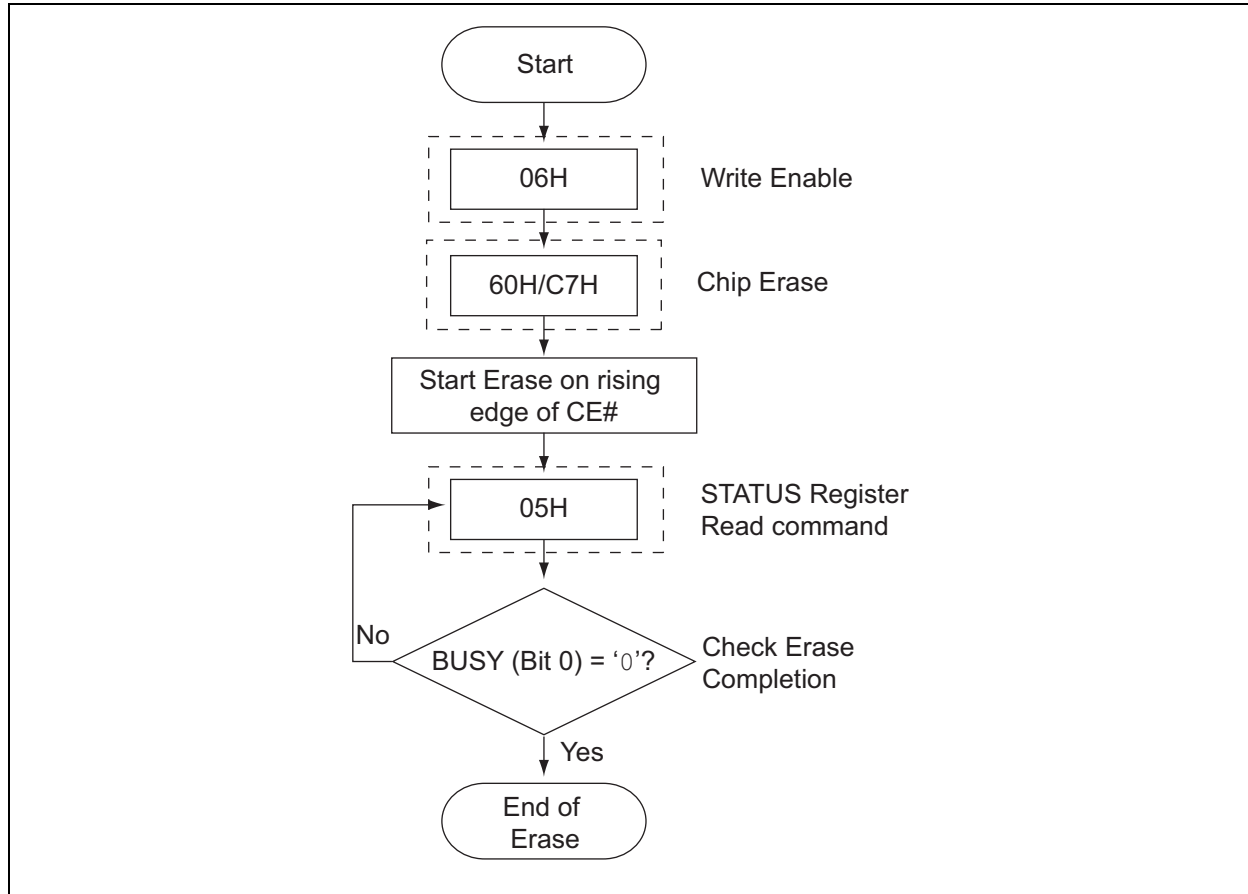 Start
06H
Write Enable
60H/C7H
Chip Erase
Start Erase on rising
edge of CE#
05H
STATUS Register
Read command
No
BUSY (Bit 0) = ‘0’?
Check Erase
Completion
Yes
End of
Erase